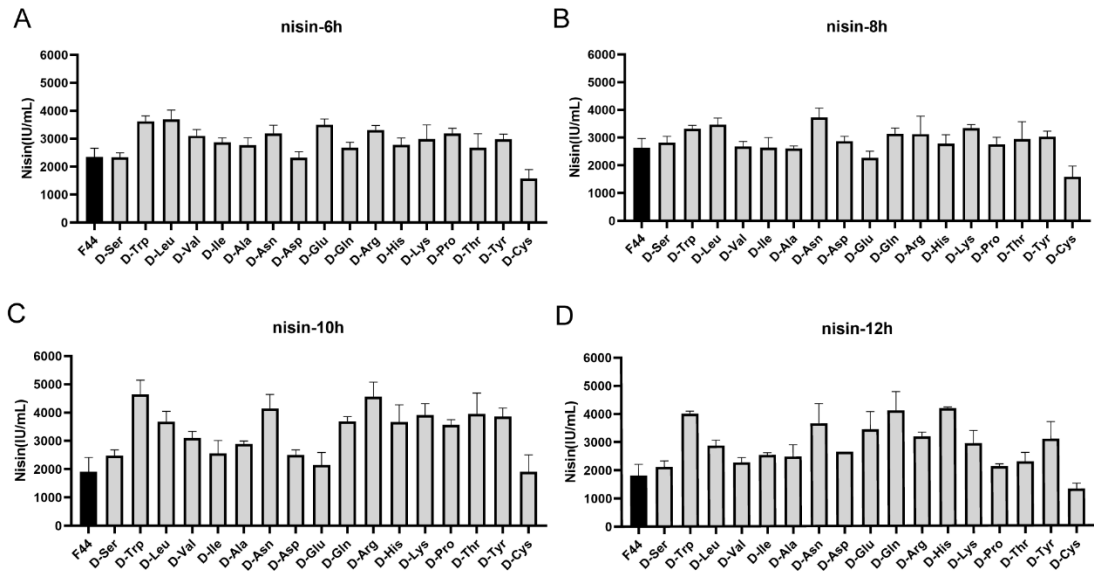 A
nisin-6h
Nisin(IU/mL)
6000
5000
4000
3000
2000
1000
0
F44
D-Ser
D-Trp
D-Leu
D-Val
D-Ile
D-Ala
D-Asn
D-Asp
D-Glu
D-Gln
D-Arg
D-His
D-Lys
D-Pro
D-Thr
D-Tyr
D-Cys
B
nisin-8h
Nisin(IU/mL)
6000
5000
4000
3000
2000
1000
0
F44
D-Ser
D-Trp
D-Leu
D-Val
D-Ile
D-Ala
D-Asn
D-Asp
D-Glu
D-Gln
D-Arg
D-His
D-Lys
D-Pro
D-Thr
D-Tyr
D-Cys
C
nisin-10h
Nisin(IU/mL)
6000
5000
4000
3000
2000
1000
0
F44
D-Ser
D-Trp
D-Leu
D-Val
D-Ile
D-Ala
D-Asn
D-Asp
D-Glu
D-Gln
D-Arg
D-His
D-Lys
D-Pro
D-Thr
D-Tyr
D-Cys
D
nisin-12h
Nisin(IU/mL)
6000
5000
4000
3000
2000
1000
0
F44
D-Ser
D-Trp
D-Leu
D-Val
D-Ile
D-Ala
D-Asn
D-Asp
D-Glu
D-Gln
D-Arg
D-His
D-Lys
D-Pro
D-Thr
D-Tyr
D-Cys